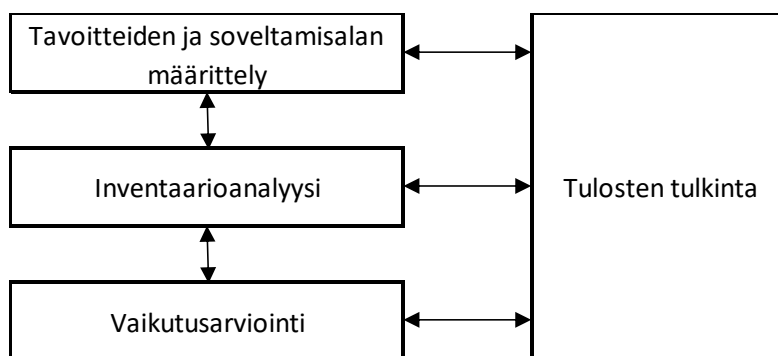 Tavoitteiden ja soveltamisalan
määrittely
Inventaarioanalyysi
Tulosten tulkinta
Vaikutusarviointi